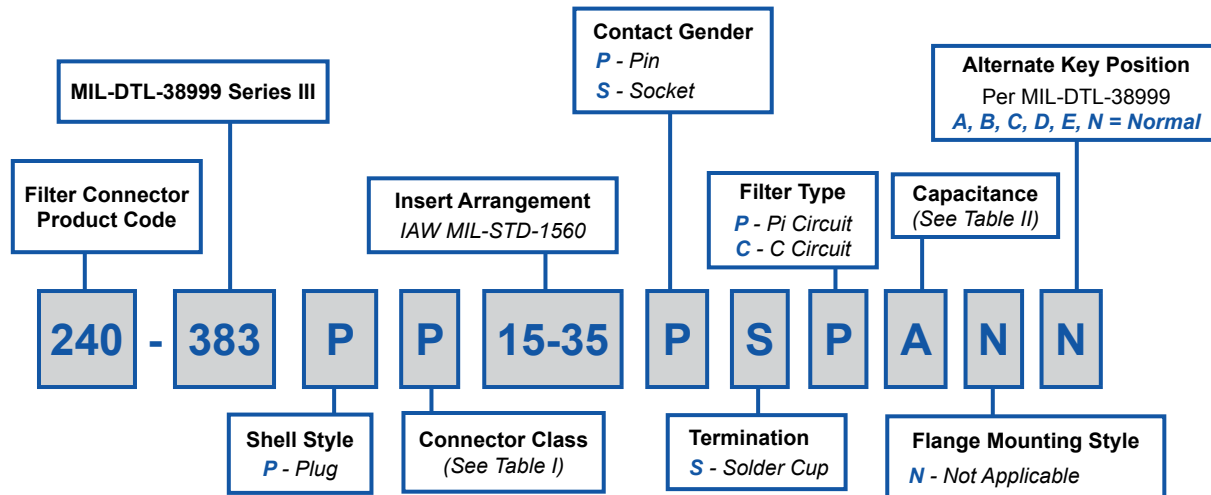 Contact Gender
P - Pin
S - Socket
MIL-DTL-38999 Series III
Alternate Key Position
Per MIL-DTL-38999
A, B, C, D, E, N = Normal
Filter Connector
Product Code
Insert Arrangement
IAW MIL-STD-1560
Filter Type
P - Pi Circuit
C - C Circuit
Capacitance
(See Table II)
240 - 383 P P 15-35 P S P A N N
Shell Style
P - Plug
Connector Class
(See Table I)
Termination
S - Solder Cup
Flange Mounting Style
N - Not Applicable